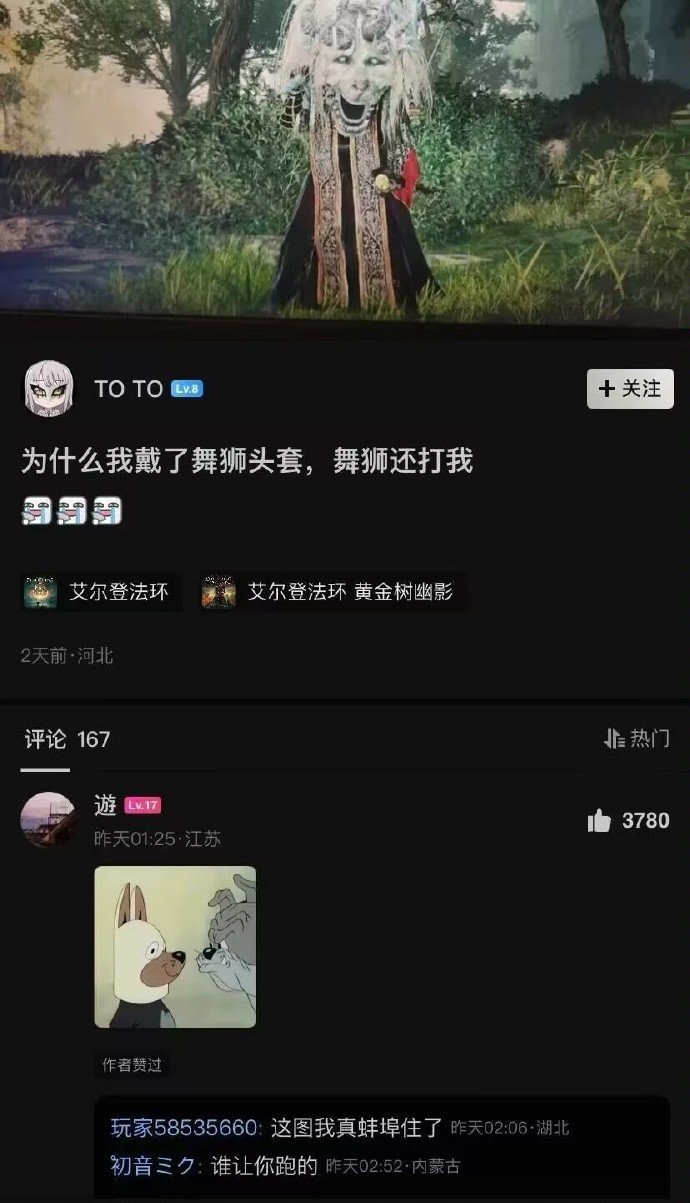 TO TO Lv.8
+ 关注
为什么我戴了舞狮头套，舞狮还打我
艾尔登法环
艾尔登法环 黄金树幽影
2天前·河北
评论 167
热门
遊 Lv.17
3780
昨天01:25·江苏
作者赞过
玩家58535660: 这图我真蚌埠住了 昨天02:06·湖北
初音ミク: 谁让你跑的 昨天02:52·内蒙古